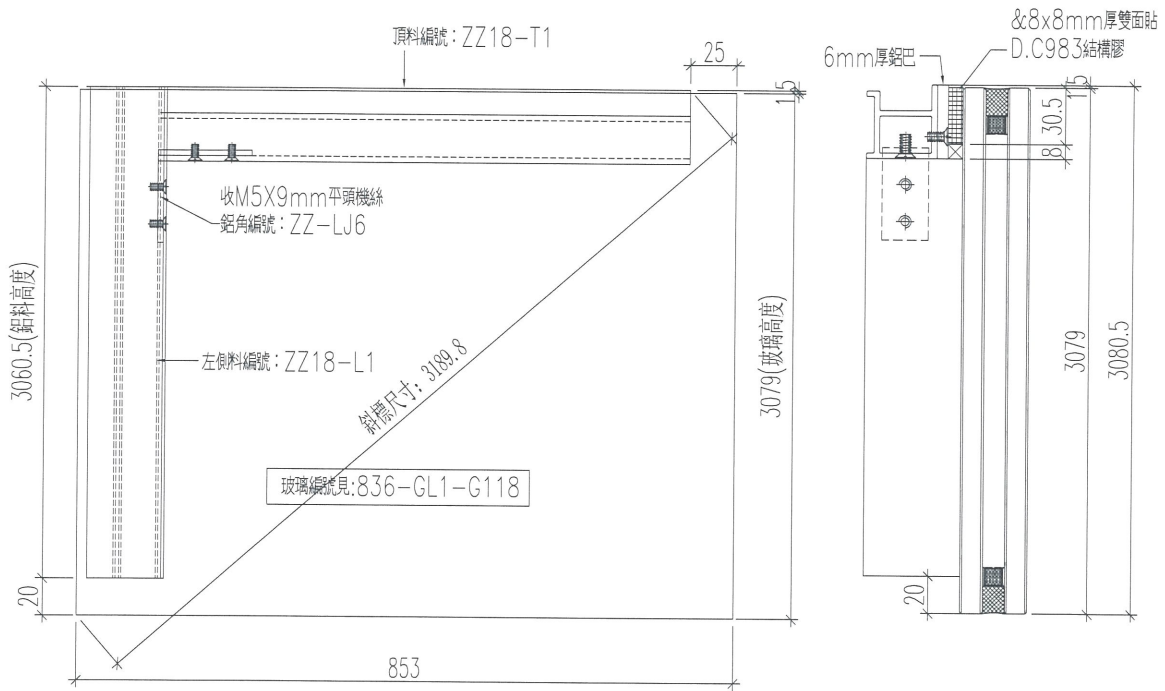 頂料編號：ZZ18-T1
25
1.5
收M5X9mm平頭機絲
鋁角編號：ZZ-LJ6
3060.5(鋁料高度)
左側料編號：ZZ18-L1
斜標尺寸：3189.8
3079(玻璃高度)
玻璃編號見:836-GL1-G118
20
853
&8x8mm厚雙面貼
D.C983結構膠
6mm厚鋁巴
1.5
30.5
8
3079
3080.5
20